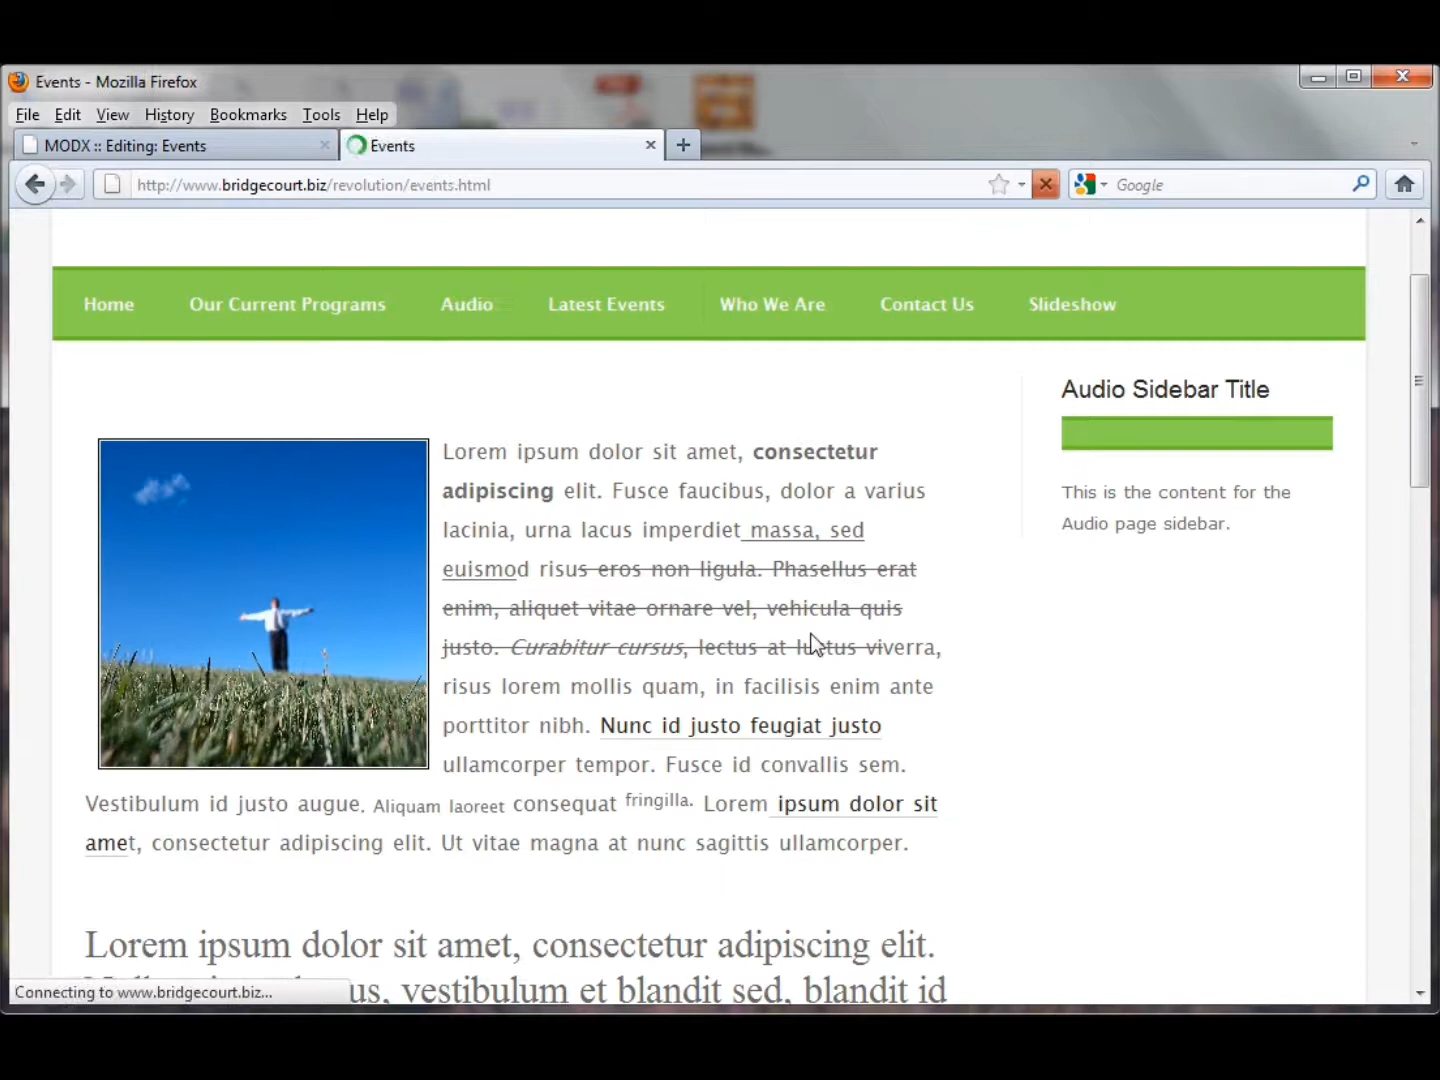 Events - Mozilla Firefox
File Edit View History Bookmarks Tools Help
MODX :: Editing: Events
Events
http://www.bridgecourt.biz/revolution/events.html
Google
Home Our Current Programs Audio Latest Events Who We Are Contact Us Slideshow
Audio Sidebar Title
This is the content for the
Audio page sidebar.
Lorem ipsum dolor sit amet, consectetur
adipiscing elit. Fusce faucibus, dolor a varius
lacinia, urna lacus imperdiet massa, sed
euismod risus eros non ligula. Phasellus erat
enim, aliquet vitae ornare vel, vehicula quis
justo. Curabitur cursus, lectus at luctus viverra,
risus lorem mollis quam, in facilisis enim ante
porttitor nibh. Nunc id justo feugiat justo
ullamcorper tempor. Fusce id convallis sem.
Vestibulum id justo augue. Aliquam laoreet consequat fringilla. Lorem ipsum dolor sit
amet, consectetur adipiscing elit. Ut vitae magna at nunc sagittis ullamcorper.
Lorem ipsum dolor sit amet, consectetur adipiscing elit.
vestibulum et blandit sed, blandit id
Connecting to www.bridgecourt.biz...